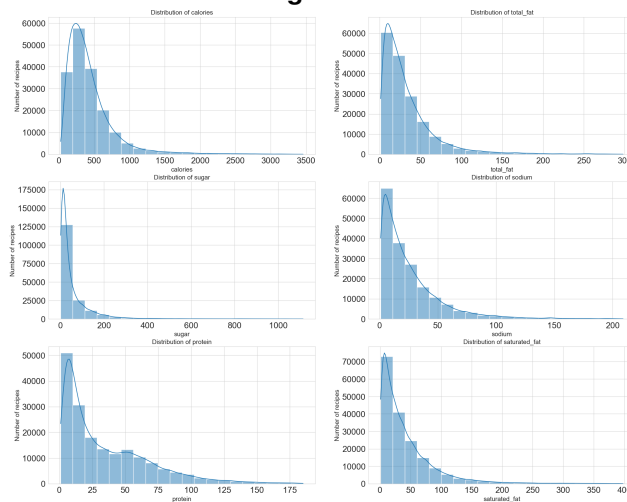 Distribution of calories
Number of recipes
60000
50000
40000
30000
20000
10000
0
0 500 1000 1500 2000 2500 3000 3500
calories
Distribution of total_fat
Number of recipes
60000
50000
40000
30000
20000
10000
0
0 50 100 150 200 250 300
total_fat
Distribution of sugar
Number of recipes
175000
150000
125000
100000
75000
50000
25000
0
0 200 400 600 800 1000
sugar
Distribution of sodium
Number of recipes
60000
50000
40000
30000
20000
10000
0
0 50 100 150 200
sodium
Distribution of protein
Number of recipes
50000
40000
30000
20000
10000
0
0 25 50 75 100 125 150 175
protein
Distribution of saturated_fat
Number of recipes
70000
60000
50000
40000
30000
20000
10000
0
0 50 100 150 200 250 300 350 400
saturated_fat